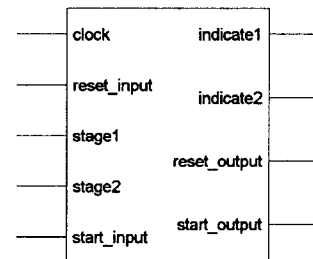 clock
indicate1
reset_input
indicate2
stage1
reset_output
stage2
start_output
start_input